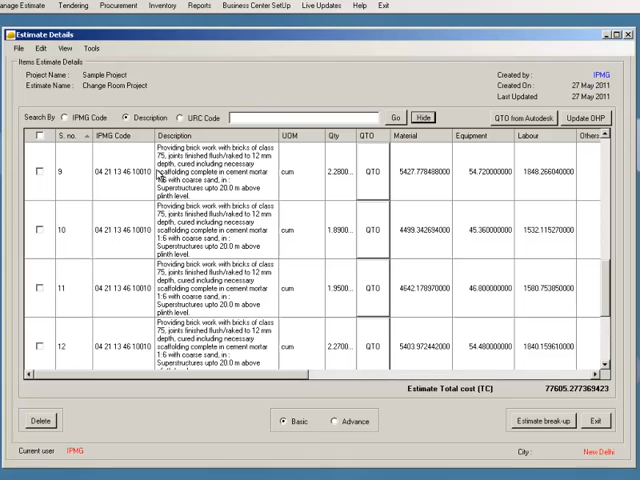 nage Estimate Tendering Procurement Inventory Reports Business Center SetUp Live Updates Help Exit
Estimate Details
File Edit View Tools
Items Estimate Details
Project Name : Sample Project Created by : IPMG
Estimate Name : Change Room Project Created On : 27 May 2011
Last Updated 27 May 2011
Search By IPMG Code Description URC Code Go Hide QTO from Autodesk Update OHP
S. no. IPMG Code Description UOM Qty QTO Material Equipment Labour Others
Providing brick work with bricks of class
75, joints finished flush/raked to 12 mm
depth, cured including necessary
9 04 21 13 46 10010 scaffolding complete in cement mortar cum 2.2800... QTO 5427.778488000 54.720000000 1848.266040000
1:6 with coarse sand, in :
Superstructures upto 20.0 m above
plinth level.
Providing brick work with bricks of class
75, joints finished flush/raked to 12 mm
depth, cured including necessary
10 04 21 13 46 10010 scaffolding complete in cement mortar cum 1.8900... QTO 4499.342694000 45.360000000 1532.115270000
1:6 with coarse sand, in :
Superstructures upto 20.0 m above
plinth level.
Providing brick work with bricks of class
75, joints finished flush/raked to 12 mm
depth, cured including necessary
11 04 21 13 46 10010 scaffolding complete in cement mortar cum 1.9500... QTO 4642.178970000 46.800000000 1580.753850000
1:6 with coarse sand, in :
Superstructures upto 20.0 m above
plinth level.
Providing brick work with bricks of class
75, joints finished flush/raked to 12 mm
depth, cured including necessary
12 04 21 13 46 10010 scaffolding complete in cement mortar cum 2.2700... QTO 5403.972442000 54.480000000 1840.159610000
1:6 with coarse sand, in :
Superstructures upto 20.0 m above
Estimate Total cost (TC) 77605.277369423
Delete Basic Advance Estimate break-up Exit
Current user IPMG City : New Delhi